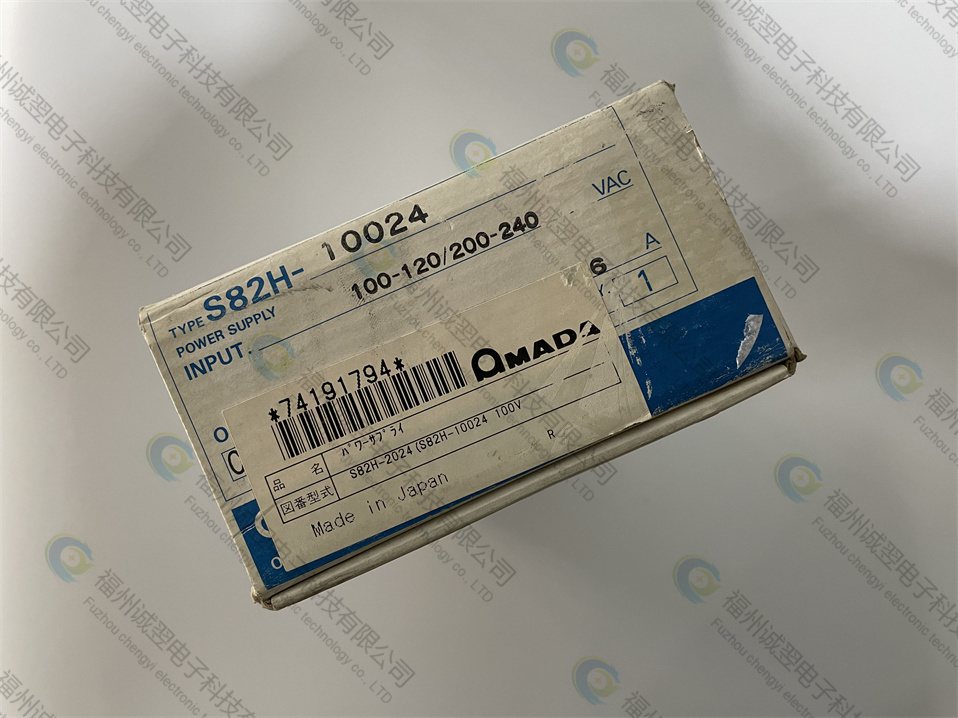 TYPE S82H- 10024
POWER SUPPLY
INPUT 100-120/200-240 VAC
6 A
1
*74191794*
AMADA
品名 パワーサプライ
図番型式 S82H-2024 (S82H-10024 100V
R
Made in Japan
福州诚翌电子科技有限公司
Fuzhou chengyi electronic technology co., LTD